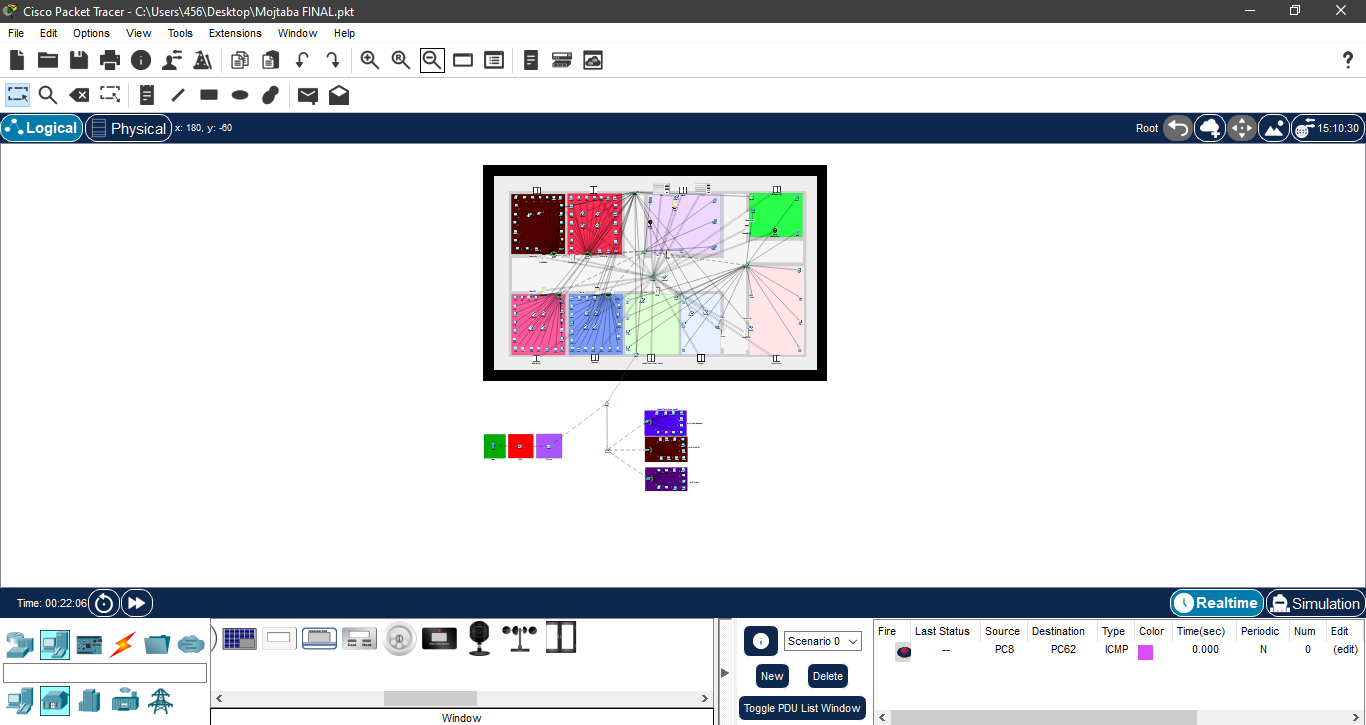 Cisco Packet Tracer - C:\Users\456\Desktop\Mojtaba FINAL.pkt
File Edit Options View Tools Extensions Window Help
?
Logical Physical x: 180, y: -60 Root 15:10:30
Time: 00:22:06 Realtime Simulation
Scenario 0
New Delete
Toggle PDU List Window
Fire Last Status Source Destination Type Color Time(sec) Periodic Num Edit
-- PC8 PC62 ICMP 0.000 N 0 (edit)
Window